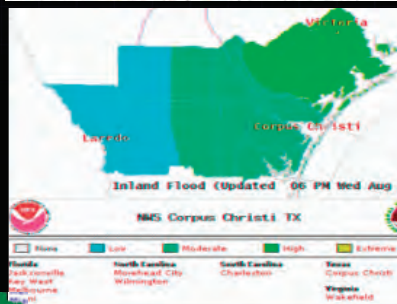 Victoria
Corpus Christi
Laredo
Inland Flood (Updated 06 PM Wed Aug
NWS Corpus Christi TX
None Low Moderate High Extreme
Florida North Carolina South Carolina Texas
Jacksonville Morehead City Charleston Corpus Christi
Key West Wilmington
Melbourne Virginia
Wakefield